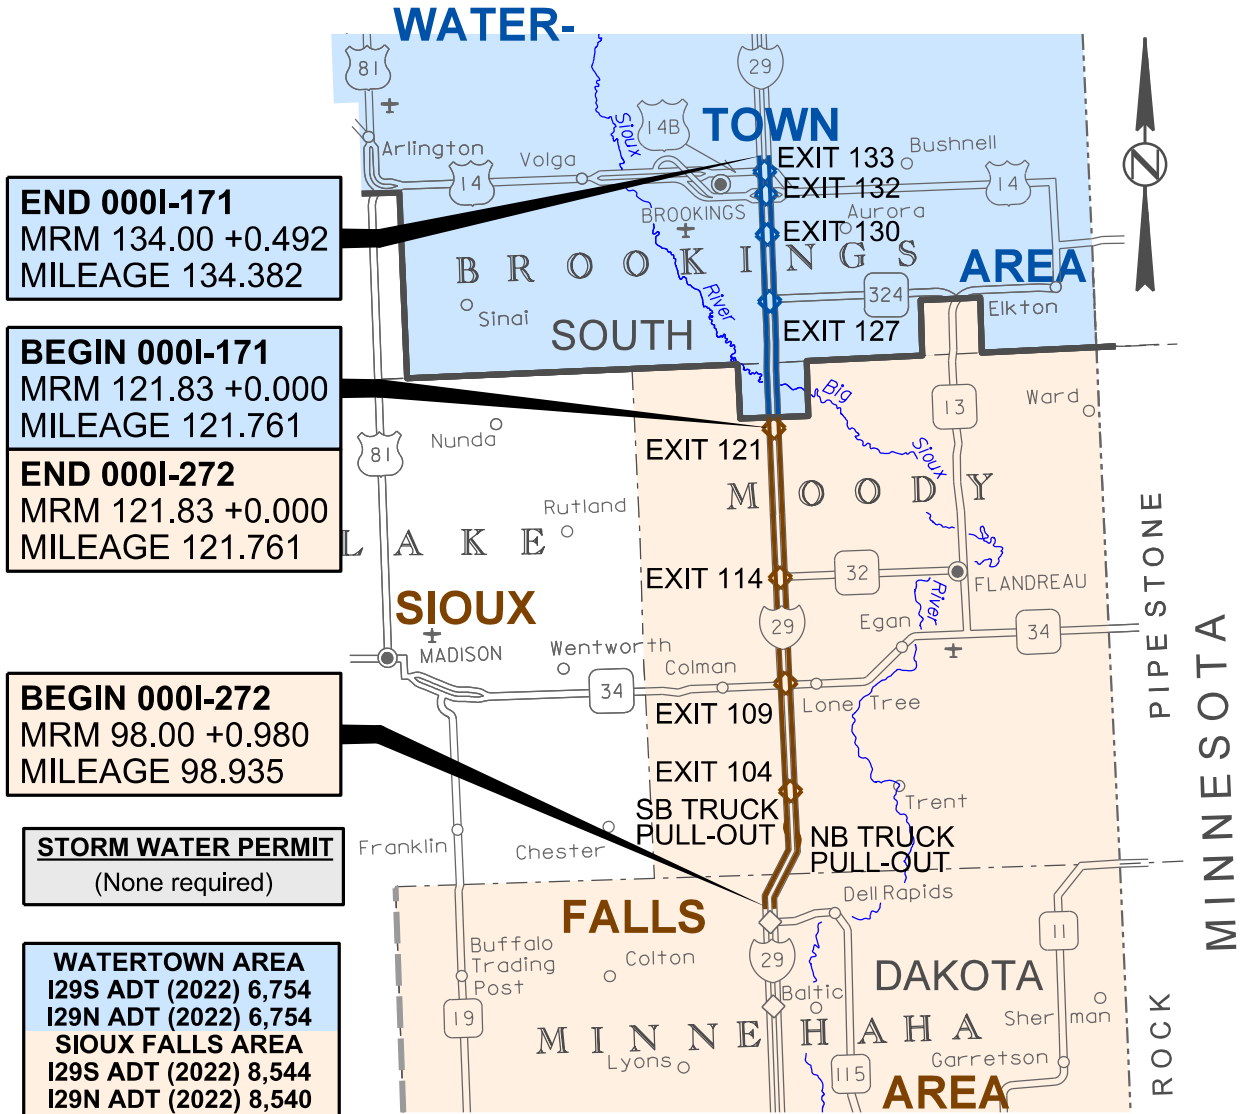 WATER-
81
29
TOWN
14B
Sioux
Arlington
Volga
14
EXIT 133
Bushnell
EXIT 132
14
BROOKINGS
Aurora
EXIT 130
END 000I-171
MRM 134.00 +0.492
MILEAGE 134.382
BROOKINGS
AREA
River
324
Elkton
Sinai
SOUTH
EXIT 127
BEGIN 000I-171
MRM 121.83 +0.000
MILEAGE 121.761
Big
13
Ward
Nunda
81
EXIT 121
Sioux
END 000I-272
MRM 121.83 +0.000
MILEAGE 121.761
MOODY
Rutland
LAKE
EXIT 114
32
FLANDREAU
River
SIOUX
29
Egan
34
MADISON
Wentworth
Colman
34
Lone Tree
EXIT 109
PIPESTONE
MINNESOTA
BEGIN 000I-272
MRM 98.00 +0.980
MILEAGE 98.935
EXIT 104
SB TRUCK
PULL-OUT
Trent
NB TRUCK
PULL-OUT
STORM WATER PERMIT
(None required)
Franklin
Chester
Dell Rapids
FALLS
11
Buffalo
Trading
Post
Colton
29
DAKOTA
Baltic
19
MINNEHAHA
Sherman
Lyons
115
Garretson
AREA
ROCK
WATERTOWN AREA
I29S ADT (2022) 6,754
I29N ADT (2022) 6,754
SIOUX FALLS AREA
I29S ADT (2022) 8,544
I29N ADT (2022) 8,540
N